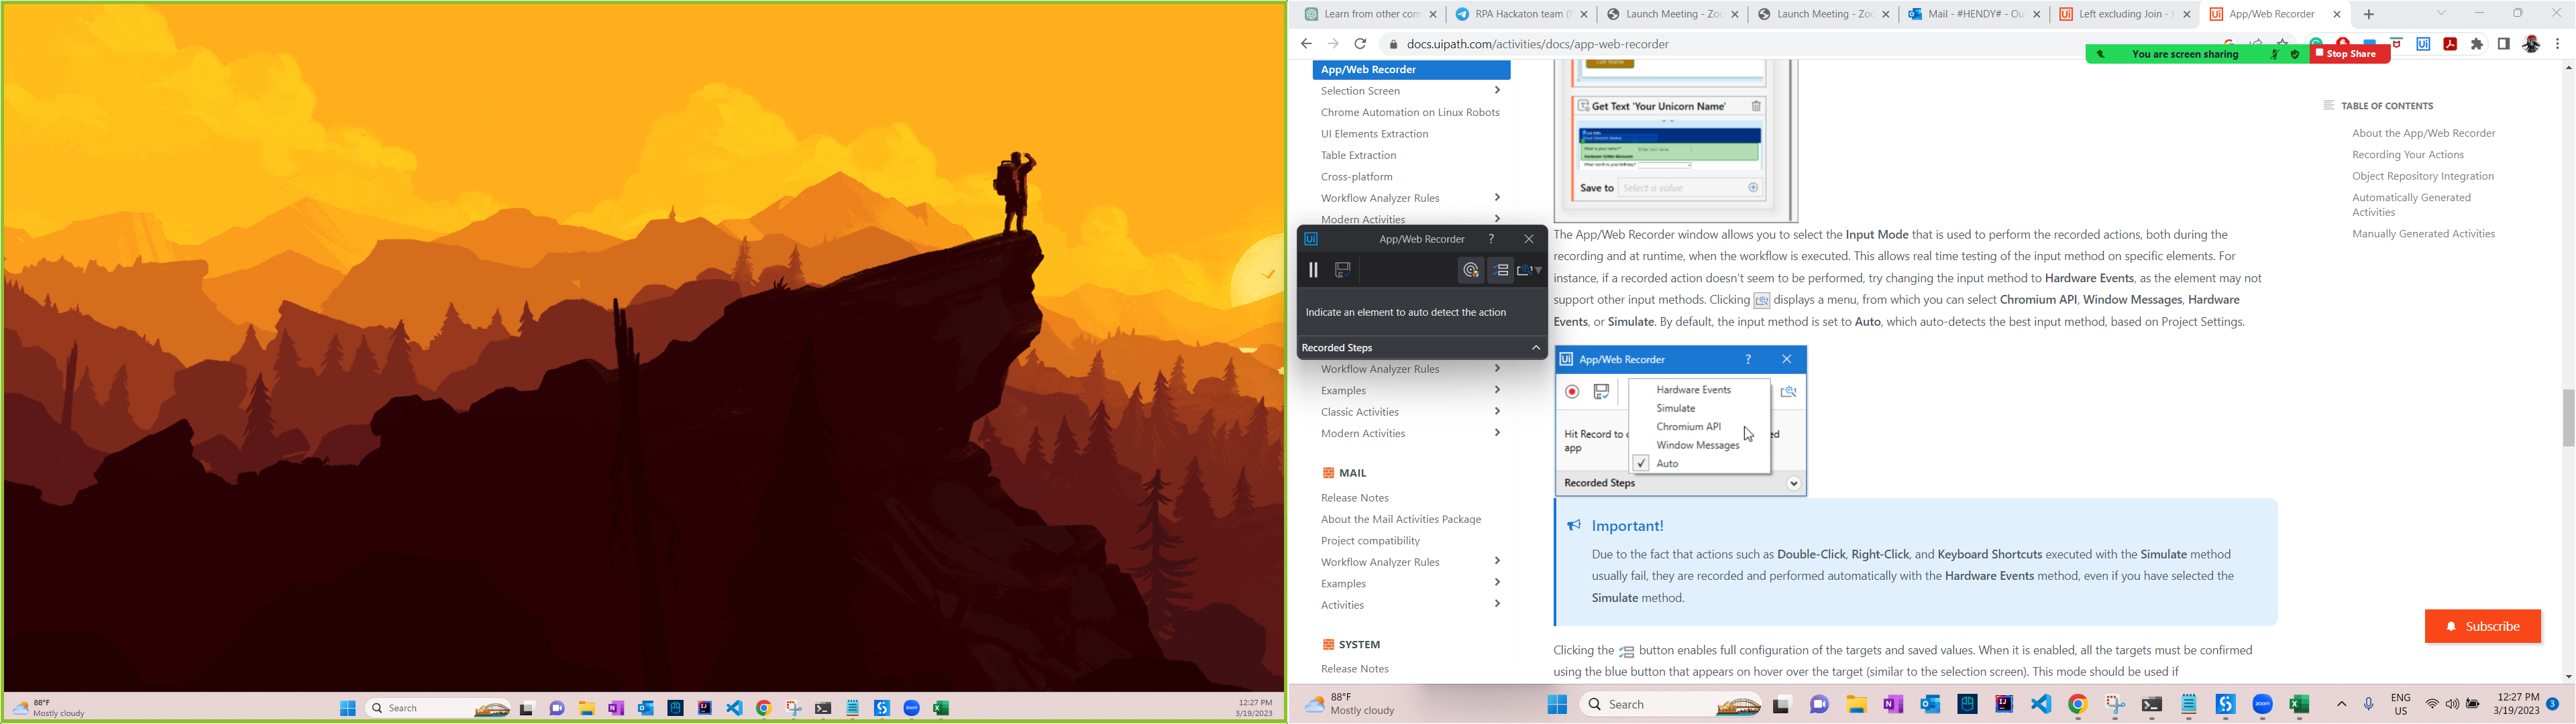 88°F
Mostly cloudy
Search
12:27 PM
3/19/2023
Learn from other com
RPA Hackaton team (
Launch Meeting - Zoo
Launch Meeting - Zoo
Mail - #HENDY# - Ou
Left excluding Join -
App/Web Recorder
docs.uipath.com/activities/docs/app-web-recorder
You are screen sharing
Stop Share
App/Web Recorder
Selection Screen
Chrome Automation on Linux Robots
UI Elements Extraction
Table Extraction
Cross-platform
Workflow Analyzer Rules
Modern Activities
App/Web Recorder
Indicate an element to auto detect the action
Recorded Steps
Workflow Analyzer Rules
Examples
Classic Activities
Modern Activities
MAIL
Release Notes
About the Mail Activities Package
Project compatibility
Workflow Analyzer Rules
Examples
Activities
SYSTEM
Release Notes
Get Text 'Your Unicorn Name'
Save to
Select a value
The App/Web Recorder window allows you to select the Input Mode that is used to perform the recorded actions, both during the
recording and at runtime, when the workflow is executed. This allows real time testing of the input method on specific elements. For
instance, if a recorded action doesn't seem to be performed, try changing the input method to Hardware Events, as the element may not
support other input methods. Clicking displays a menu, from which you can select Chromium API, Window Messages, Hardware
Events, or Simulate. By default, the input method is set to Auto, which auto-detects the best input method, based on Project Settings.
App/Web Recorder
Hardware Events
Simulate
Chromium API
Window Messages
Auto
Hit Record to
ed
app
Recorded Steps
Important!
Due to the fact that actions such as Double-Click, Right-Click, and Keyboard Shortcuts executed with the Simulate method
usually fail, they are recorded and performed automatically with the Hardware Events method, even if you have selected the
Simulate method.
Clicking the button enables full configuration of the targets and saved values. When it is enabled, all the targets must be confirmed
using the blue button that appears on hover over the target (similar to the selection screen). This mode should be used if
TABLE OF CONTENTS
About the App/Web Recorder
Recording Your Actions
Object Repository Integration
Automatically Generated
Activities
Manually Generated Activities
Subscribe
88°F
Mostly cloudy
Search
ENG
US
12:27 PM
3/19/2023
3